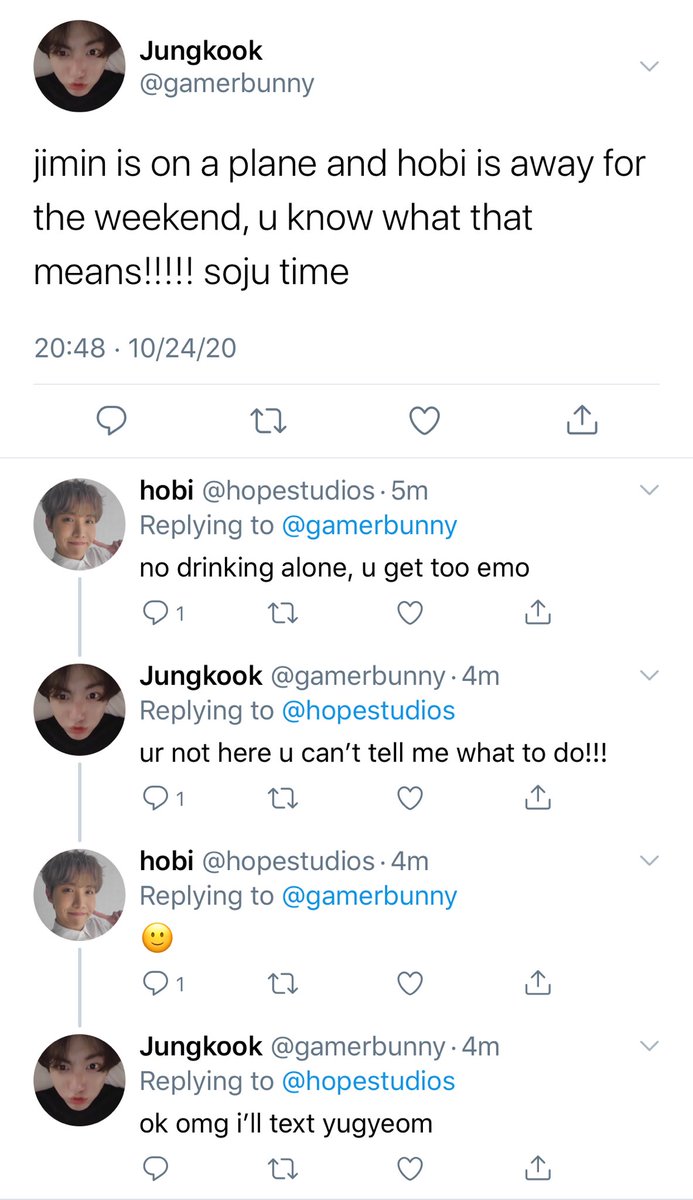 Jungkook
@gamerbunny
jimin is on a plane and hobi is away for
the weekend, u know what that
means!!!!! soju time
20:48 · 10/24/20
hobi @hopestudios · 5m
Replying to @gamerbunny
no drinking alone, u get too emo
1
Jungkook @gamerbunny · 4m
Replying to @hopestudios
ur not here u can’t tell me what to do!!!
1
hobi @hopestudios · 4m
Replying to @gamerbunny
🙂
1
Jungkook @gamerbunny · 4m
Replying to @hopestudios
ok omg i’ll text yugyeom